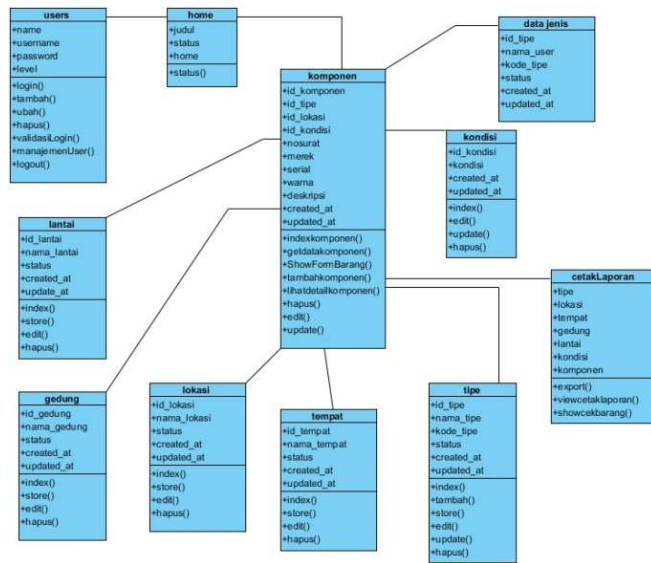 users
+name
+username
+password
+level
+login()
+tambah()
+ubah()
+hapus()
+validasiLogin()
+manajemenUser()
+logout()
home
+judul
+status
+home
+status()
data jenis
+id_tipe
+nama_user
+kode_tipe
+status
+created_at
+updated_at
komponen
+id_komponen
+id_tipe
+id_lokasi
+id_kondisi
+nosurat
+merek
+serial
+warna
+deskripsi
+created_at
+updated_at
+indexkomponen()
+getdatakomponen()
+ShowFormBarang()
+tambahkomponen()
+lihatdetailkomponen()
+hapus()
+edit()
+update()
kondisi
+id_kondisi
+kondisi
+created_at
+updated_at
+index()
+edit()
+update()
+hapus()
lantai
+id_lantai
+nama_lantai
+status
+created_at
+update_at
+index()
+store()
+edit()
+hapus()
cetakLaporan
+tipe
+lokasi
+tempat
+gedung
+lantai
+kondisi
+komponen
+export()
+viewcetaklaporan()
+showcekbarang()
gedung
+id_gedung
+nama_gedung
+status
+created_at
+updated_at
+index()
+store()
+edit()
+hapus()
lokasi
+id_lokasi
+nama_lokasi
+status
+created_at
+updated_at
+index()
+store()
+edit()
+hapus()
tempat
+id_tempat
+nama_tempat
+status
+created_at
+updated_at
+index()
+store()
+edit()
+hapus()
tipe
+id_tipe
+nama_tipe
+kode_tipe
+status
+created_at
+updated_at
+index()
+tambah()
+store()
+edit()
+update()
+hapus()